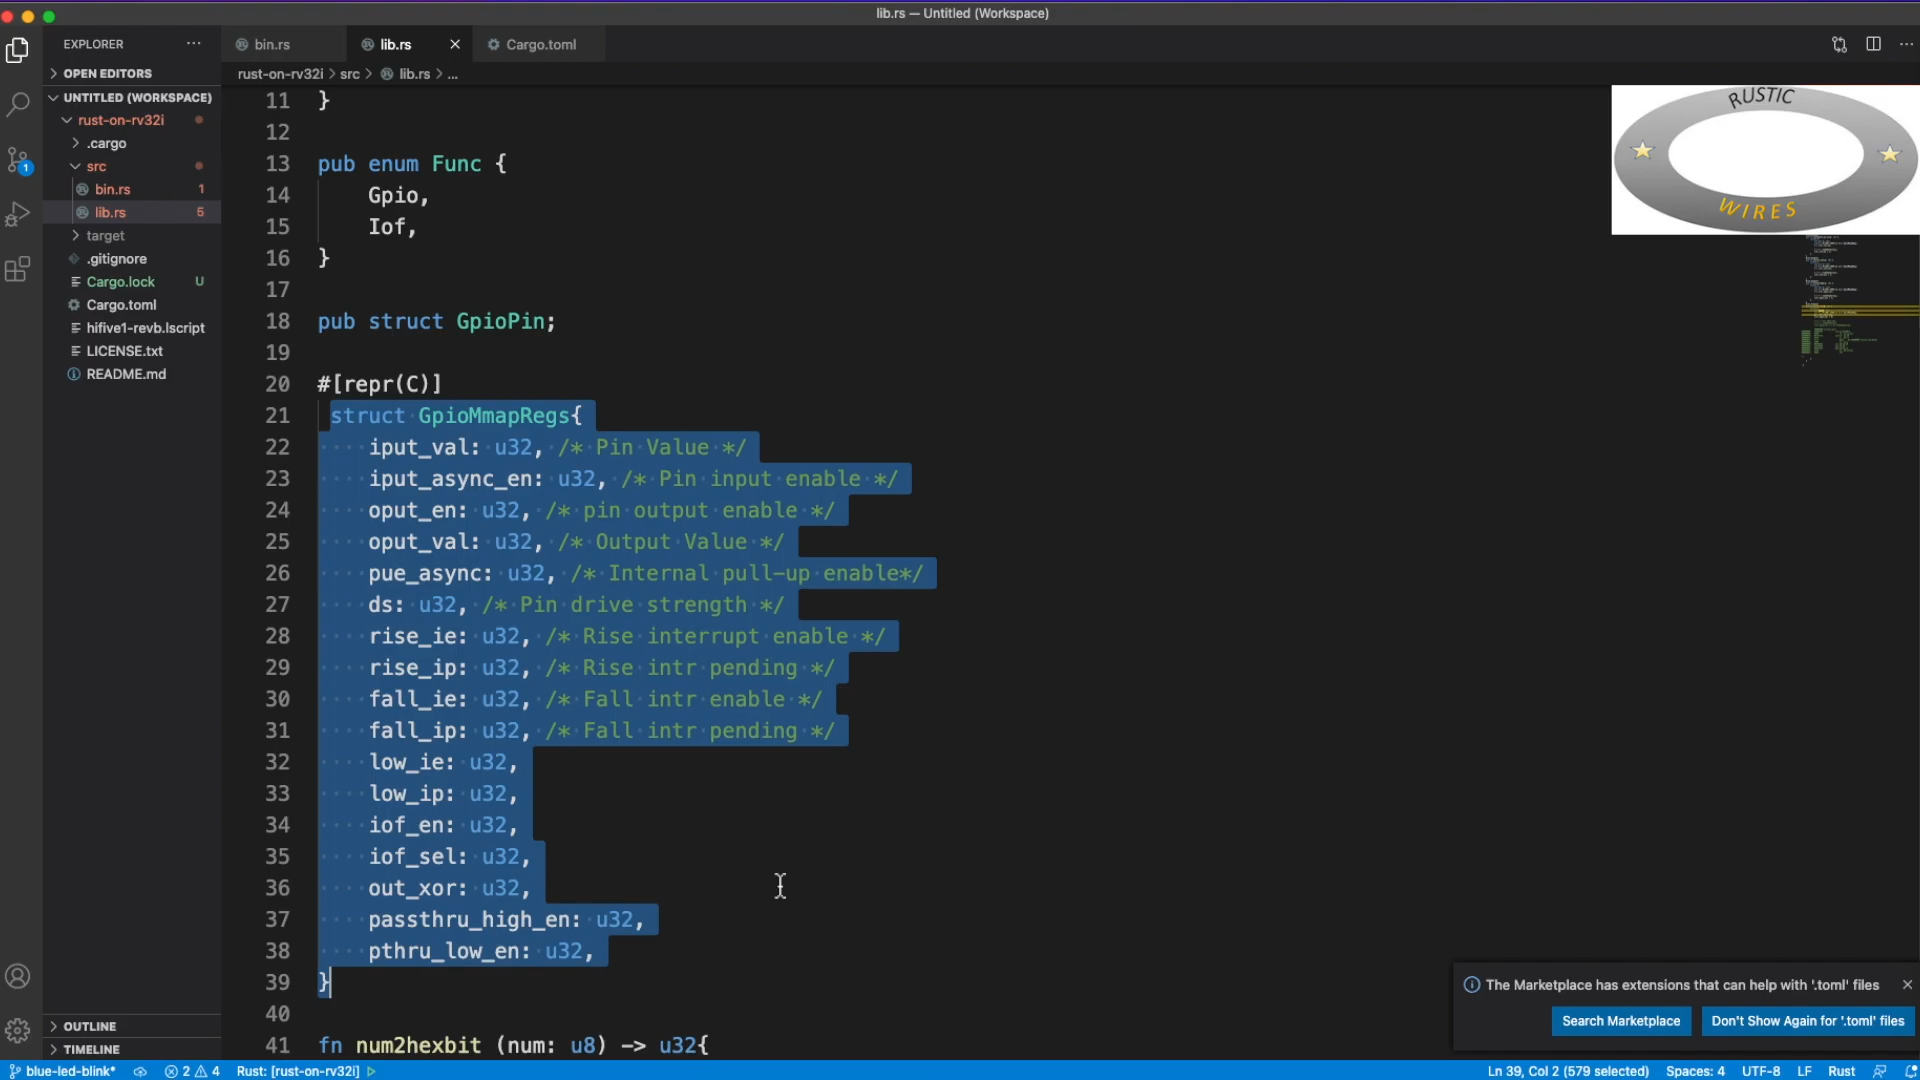 lib.rs — Untitled (Workspace)
EXPLORER ···
bin.rs lib.rs × Cargo.toml ···
OPEN EDITORS
rust-on-rv32i > src > lib.rs > ...
UNTITLED (WORKSPACE)
rust-on-rv32i
.cargo
src
bin.rs 1
lib.rs 5
target
.gitignore
Cargo.lock U
Cargo.toml
hifive1-revb.lscript
LICENSE.txt
README.md
OUTLINE
TIMELINE
1
11 }
12
13 pub enum Func {
14 Gpio,
15 Iof,
16 }
17
18 pub struct GpioPin;
19
20 #[repr(C)]
21 struct GpioMmapRegs{
22 iput_val: u32, /* Pin Value */
23 iput_async_en: u32, /* Pin input enable */
24 oput_en: u32, /* pin output enable */
25 oput_val: u32, /* Output Value */
26 pue_async: u32, /* Internal pull-up enable*/
27 ds: u32, /* Pin drive strength */
28 rise_ie: u32, /* Rise interrupt enable */
29 rise_ip: u32, /* Rise intr pending */
30 fall_ie: u32, /* Fall intr enable */
31 fall_ip: u32, /* Fall intr pending */
32 low_ie: u32,
33 low_ip: u32,
34 iof_en: u32,
35 iof_sel: u32,
36 out_xor: u32,
37 passthru_high_en: u32,
38 pthru_low_en: u32,
39 }
40
41 fn num2hexbit (num: u8) -> u32{
RUSTIC
WIRES
The Marketplace has extensions that can help with '.toml' files ×
Search Marketplace Don't Show Again for '.toml' files
blue-led-blink* 2 4 Rust: [rust-on-rv32i] Ln 39, Col 2 (579 selected) Spaces: 4 UTF-8 LF Rust